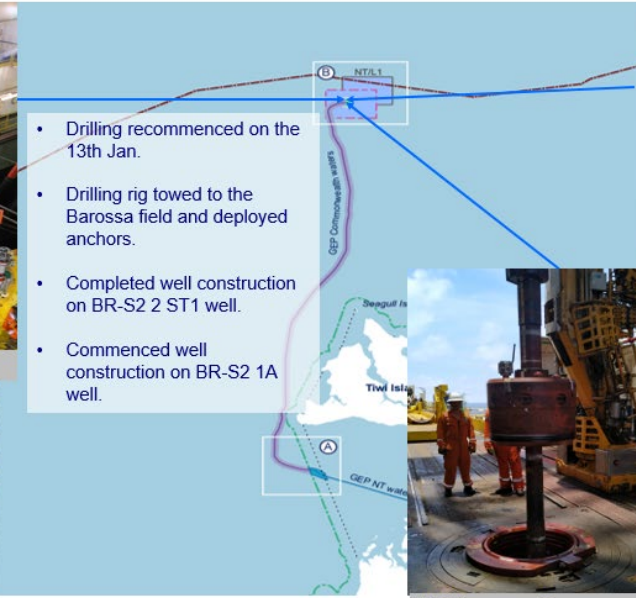 B
NT/L1
• Drilling recommenced on the
13th Jan.
• Drilling rig towed to the
Barossa field and deployed
anchors.
• Completed well construction
on BR-S2 2 ST1 well.
• Commenced well
construction on BR-S2 1A
well.
GEP Commonwealth waters
Seagull Is
Tiwi Isla
A
GEP NT wate